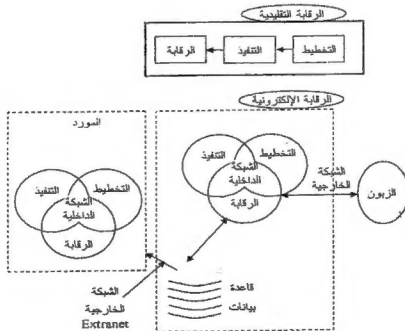 الرقابة التقليدية
التخطيط
التنفيذ
الرقابة
الرقابة الإلكترونية
المورد
التخطيط
التنفيذ
الشبكة
الداخلية
الرقابة
التخطيط
التنفيذ
الشبكة
الداخلية
الرقابة
الشبكة
الخارجية
الزبون
قاعدة
بيانات
الشبكة
الخارجية
Extranet